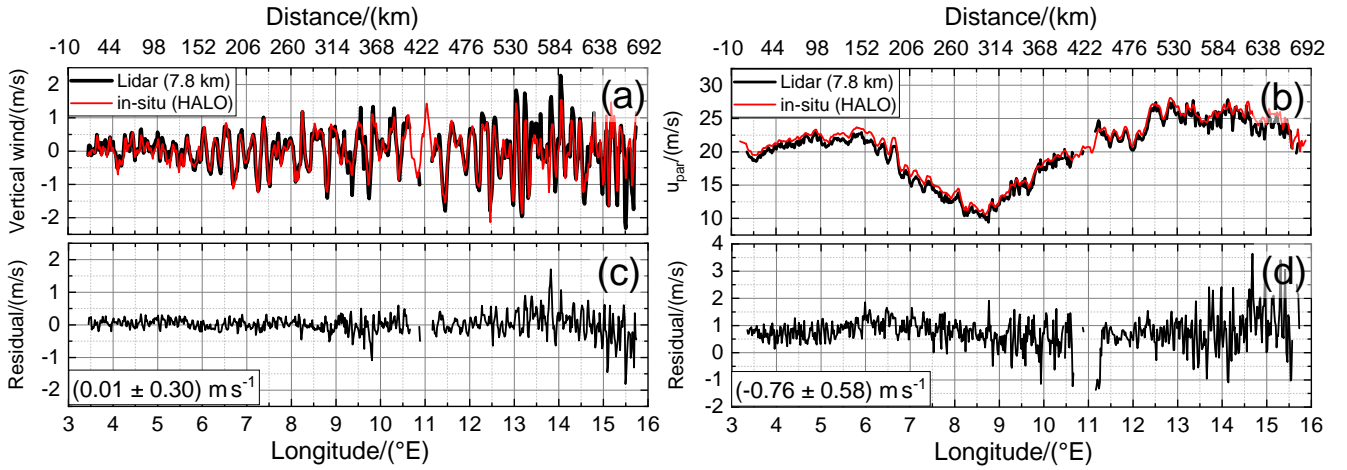 Distance/(km)
-10 44 98 152 206 260 314 368 422 476 530 584 638 692
Lidar (7.8 km)
in-situ (HALO)
(a)
Vertical wind/(m/s)
2
1
0
-1
-2
(c)
Residual/(m/s)
2
1
0
-1
-2
(0.01 ± 0.30) m s-1
3 4 5 6 7 8 9 10 11 12 13 14 15 16
Longitude/(°E)
Distance/(km)
-10 44 98 152 206 260 314 368 422 476 530 584 638 692
Lidar (7.8 km)
in-situ (HALO)
(b)
upar/(m/s)
30
25
20
15
10
(d)
Residual/(m/s)
4
3
2
1
0
-1
-2
(-0.76 ± 0.58) m s-1
3 4 5 6 7 8 9 10 11 12 13 14 15 16
Longitude/(°E)